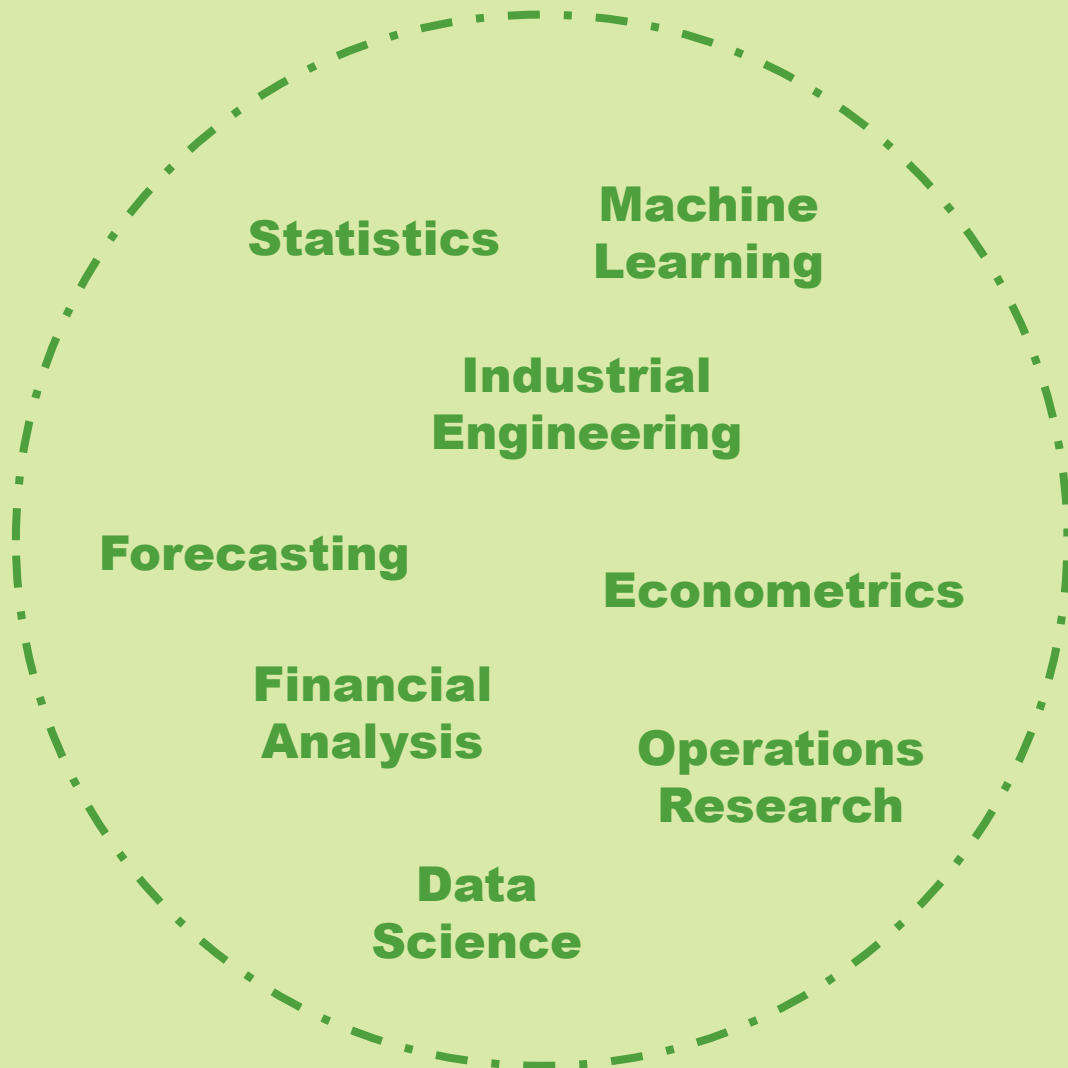 Statistics
Machine
Learning
Industrial
Engineering
Forecasting
Econometrics
Financial
Analysis
Operations
Research
Data
Science